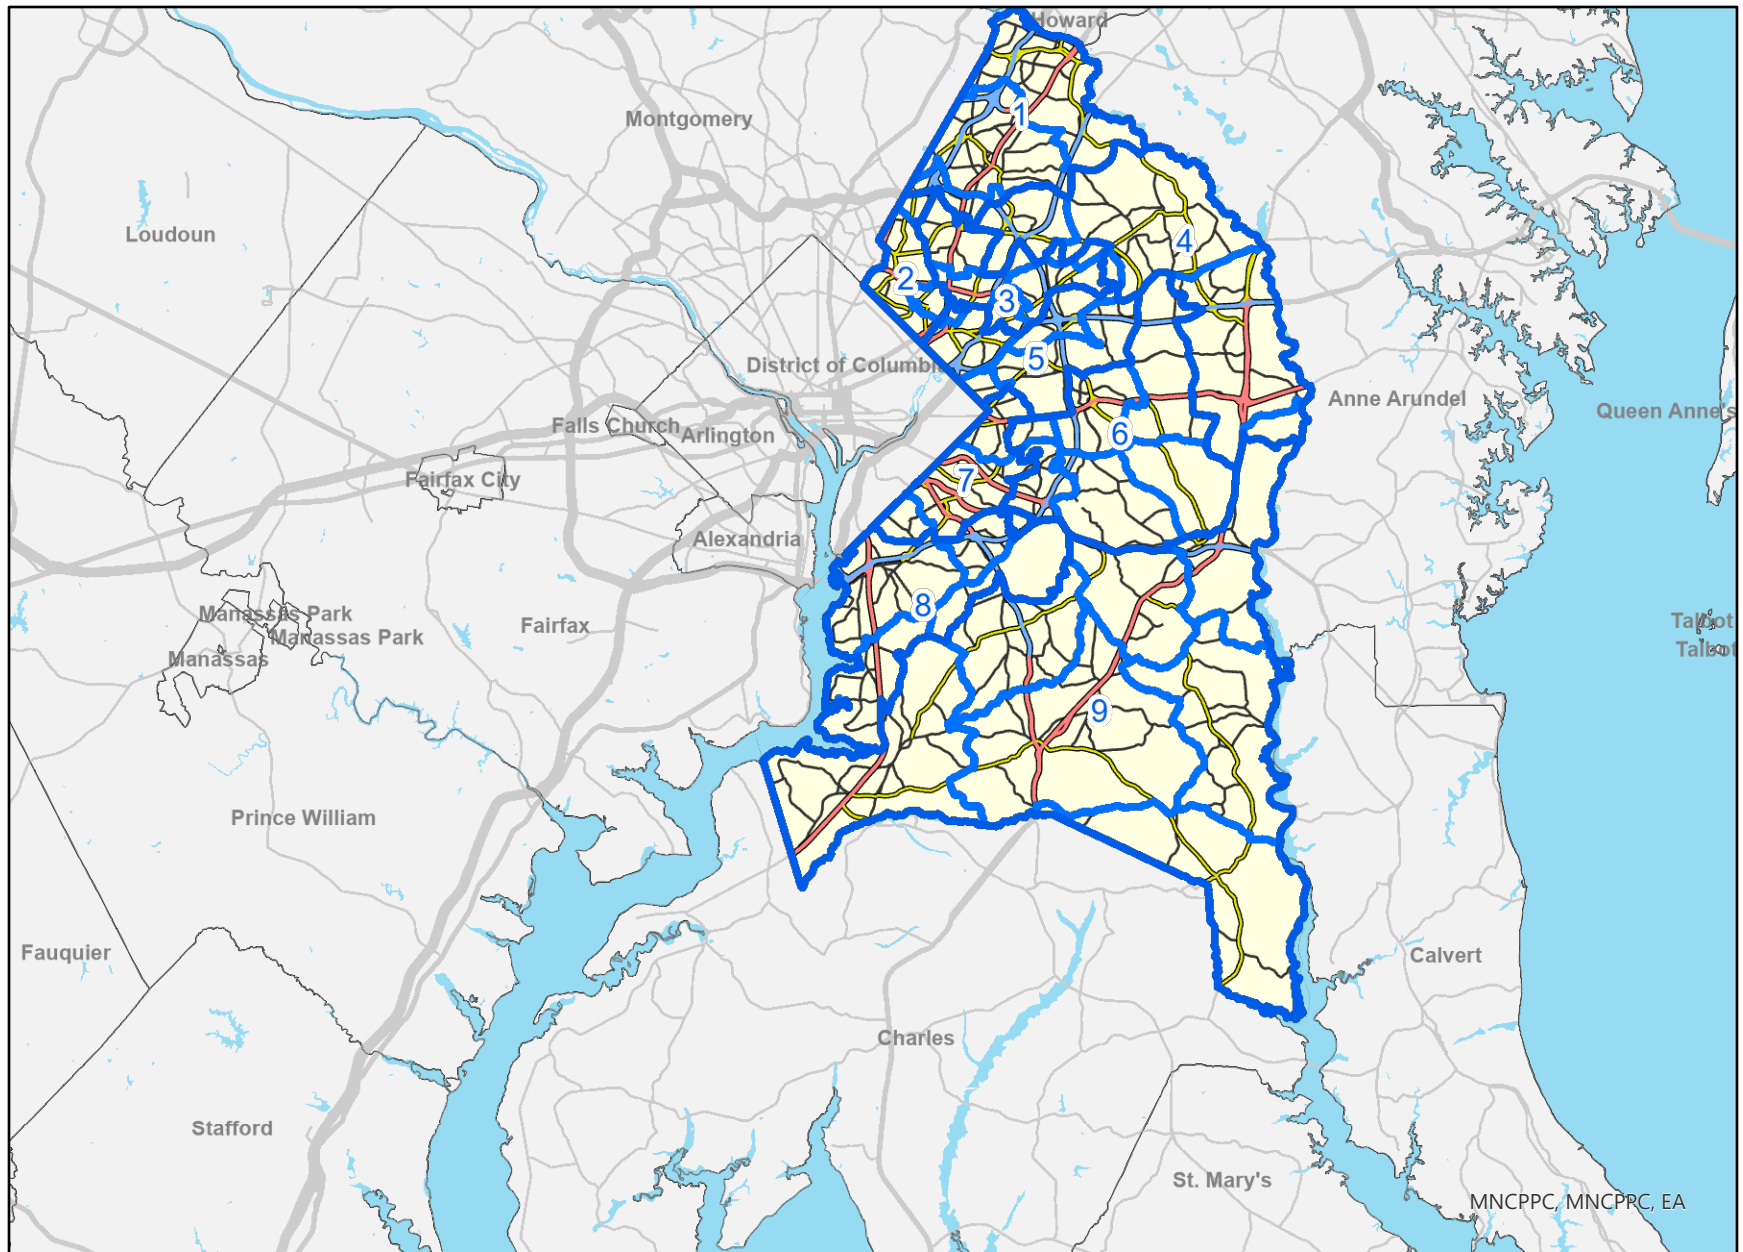 Howard
Montgomery
1
Loudoun
4
2
3
5
District of Columbi
Anne Arundel
Queen Anne's
Falls Church
Arlington
6
Fairfax City
7
Alexandria
8
Manassas Park
Fairfax
Manassas Park
Manassas
Talbot
Talbot
9
Prince William
Fauquier
Calvert
Charles
Stafford
St. Mary's
MNCPPC, MNCPPC, EA